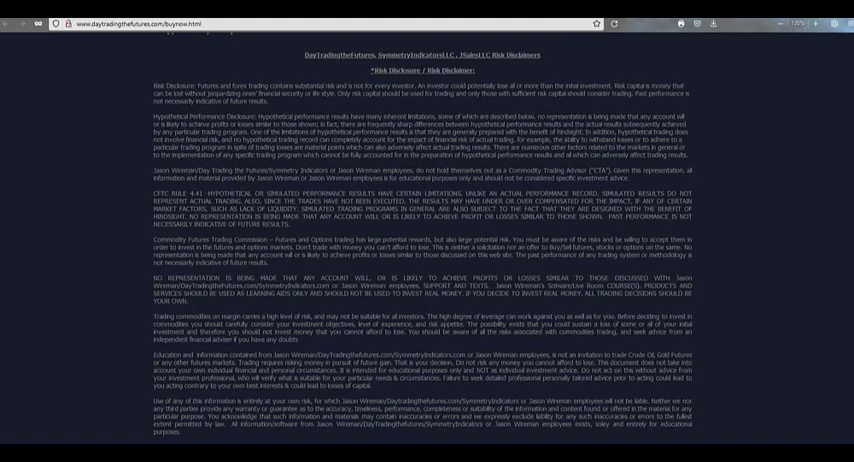 www.daytradingthefutures.com/buynow.html
120%
DayTradingtheFutures, SymmetryIndicatorsLLC, JSalesLLC Risk Disclaimers
*Risk Disclosure / Risk Disclaimer:
Risk Disclosure: Futures and forex trading contains substantial risk and is not for every investor. An investor could potentially lose all or more than the initial investment. Risk capital is money that
can be lost without jeopardizing ones' financial security or life style. Only risk capital should be used for trading and only those with sufficient risk capital should consider trading. Past performance is
not necessarily indicative of future results.
Hypothetical Performance Disclosure: Hypothetical performance results have many inherent limitations, some of which are described below, no representation is being made that any account will
or is likely to achieve profits or losses similar to those shown; in fact, there are frequently sharp differences between hypothetical performance results and the actual results subsequently achieved
by any particular trading program. One of the limitations of hypothetical performance results is that they are generally prepared with the benefit of hindsight. In addition, hypothetical trading does
not involve financial risk, and no hypothetical trading record can completely account for the impact of financial risk of actual trading. For example, the ability to withstand losses or to adhere to a
particular trading program in spite of trading losses are material points which can also adversely affect actual trading results. There are numerous other factors related to the markets in general or
to the implementation of any specific trading program which cannot be fully accounted for in the preparation of hypothetical performance results and all which can adversely affect trading results.
Jason Wireman/Day Trading the Futures/Symmetry Indicators or Jason Wireman employees, do not hold themselves out as a Commodity Trading Advisor ("CTA"). Given this representation, all
information and material provided by Jason Wireman or Jason Wireman employees is for educational purposes only and should not be considered specific investment advice.
CFTC RULE 4.41 -HYPOTHETICAL OR SIMULATED PERFORMANCE RESULTS HAVE CERTAIN LIMITATIONS. UNLIKE AN ACTUAL PERFORMANCE RECORD, SIMULATED RESULTS DO NOT
REPRESENT ACTUAL TRADING. ALSO, SINCE THE TRADES HAVE NOT BEEN EXECUTED, THE RESULTS MAY HAVE UNDER OR OVER COMPENSATED FOR THE IMPACT, IF ANY, OF CERTAIN
MARKET FACTORS, SUCH AS LACK OF LIQUIDITY. SIMULATED TRADING PROGRAMS IN GENERAL ARE ALSO SUBJECT TO THE FACT THAT THEY ARE DESIGNED WITH THE BENEFIT OF
HINDSIGHT. NO REPRESENTATION IS BEING MADE THAT ANY ACCOUNT WILL OR IS LIKELY TO ACHIEVE PROFIT OR LOSSES SIMILAR TO THOSE SHOWN. PAST PERFORMANCE IS NOT
NECESSARILY INDICATIVE OF FUTURE RESULTS.
Commodity Futures Trading Commission – Futures and Options trading has large potential rewards, but also large potential risk. You must be aware of the risks and be willing to accept them in
order to invest in the futures and options markets. Don't trade with money you can't afford to lose. This is neither a solicitation nor an offer to Buy/Sell futures, stocks or options on the same. No
representation is being made that any account will or is likely to achieve profits or losses similar to those discussed on this web site. The past performance of any trading system or methodology is
not necessarily indicative of future results.
NO REPRESENTATION IS BEING MADE THAT ANY ACCOUNT WILL, OR IS LIKELY TO ACHIEVE PROFITS OR LOSSES SIMILAR TO THOSE DISCUSSED WITH Jason
Wireman/DayTradingthefutures.com/SymmetryIndicators.com or Jason Wireman employees, SUPPORT AND TEXTS. Jason Wireman's Sotware/Live Room COURSE(S), PRODUCTS AND
SERVICES SHOULD BE USED AS LEARNING AIDS ONLY AND SHOULD NOT BE USED TO INVEST REAL MONEY. IF YOU DECIDE TO INVEST REAL MONEY, ALL TRADING DECISIONS SHOULD BE
YOUR OWN.
Trading commodities on margin carries a high level of risk, and may not be suitable for all investors. The high degree of leverage can work against you as well as for you. Before deciding to invest in
commodities you should carefully consider your investment objectives, level of experience, and risk appetite. The possibility exists that you could sustain a loss of some or all of your initial
investment and therefore you should not invest money that you cannot afford to lose. You should be aware of all the risks associated with commodities trading, and seek advice from an
independent financial adviser if you have any doubts
Education and information contained from Jason Wireman/DayTradingthefutures.com/SymmetryIndicators.com or Jason Wireman employees, is not an invitation to trade Crude Oil, Gold Futures
or any other futures markets. Trading requires risking money in pursuit of future gain. That is your decision. Do not risk any money you cannot afford to lose. This document does not take into
account your own individual financial and personal circumstances. It is intended for educational purposes only and NOT as individual investment advice. Do not act on this without advice from
your investment professional, who will verify what is suitable for your particular needs & circumstances. Failure to seek detailed professional personally tailored advice prior to acting could lead to
you acting contrary to your own best interests & could lead to losses of capital.
Use of any of this information is entirely at your own risk, for which Jason Wireman/DayTradingthefutures/SymmetryIndicators or Jason Wireman employees will not be liable. Neither we nor
any third parties provide any warranty or guarantee as to the accuracy, timeliness, performance, completeness or suitability of the information and content found or offered in the material for any
particular purpose. You acknowledge that such information and materials may contain inaccuracies or errors and we expressly exclude liability for any such inaccuracies or errors to the fullest
extent permitted by law. All information/software from Jason Wireman/DayTradingthefutures/SymmetryIndicators or Jason Wireman employees exists, soley and entirely for educational
purposes.